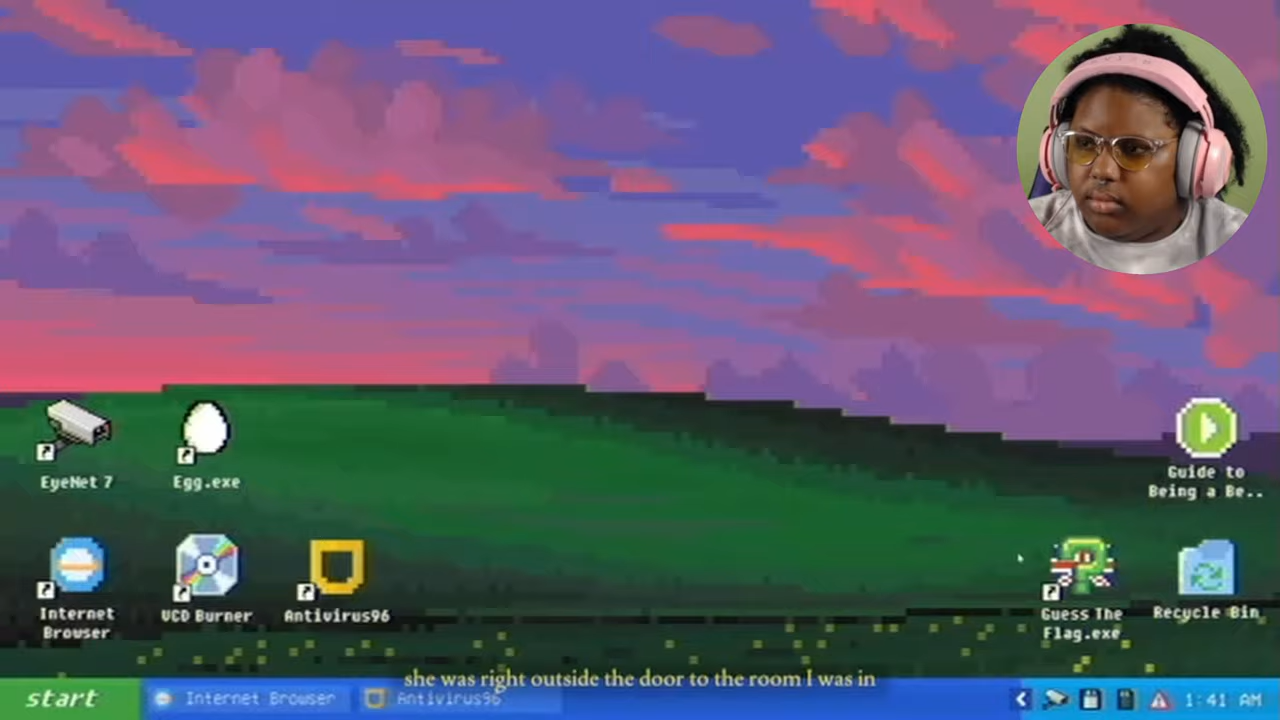 EyeNet 7
Egg.exe
Guide to
Being a Be..
Internet
Browser
VCD Burner
Antivirus96
Guess The
Flag.exe
Recycle Bin
she was right outside the door to the room I was in
start
Internet Browser
Antivirus96
1:41 AM